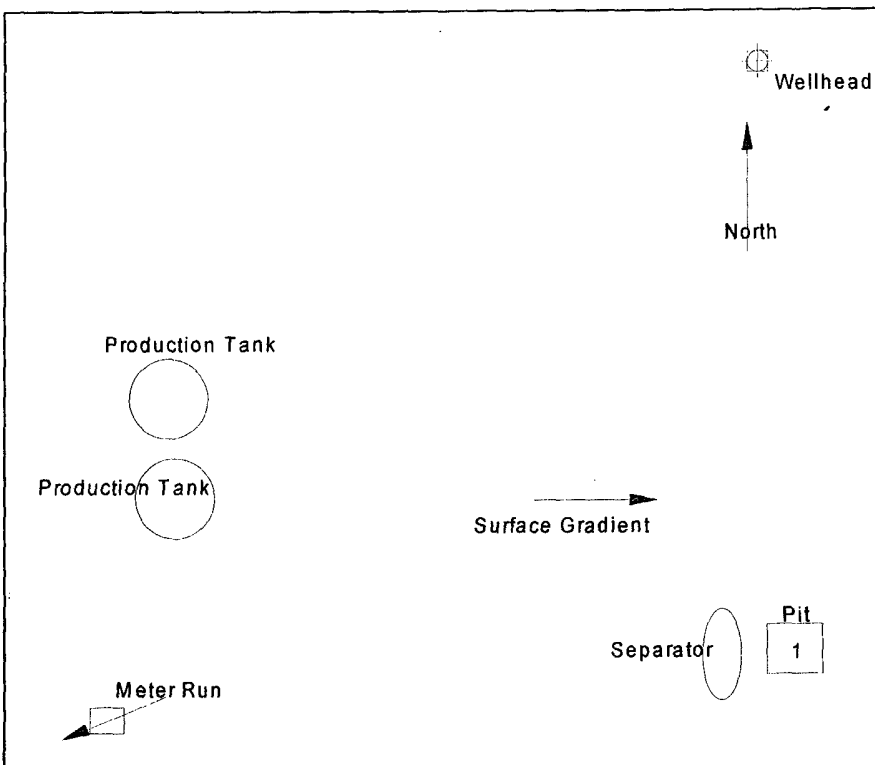 Wellhead
North
Production Tank
Production Tank
Surface Gradient
Pit
Separator
1
Meter Run